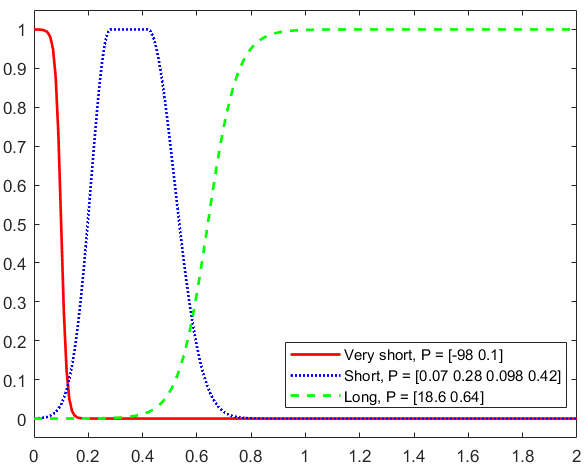 1
0.9
0.8
0.7
0.6
0.5
0.4
0.3
0.2
0.1
0
Very short, P = [-98 0.1]
Short, P = [0.07 0.28 0.098 0.42]
Long, P = [18.6 0.64]
0 0.2 0.4 0.6 0.8 1 1.2 1.4 1.6 1.8 2